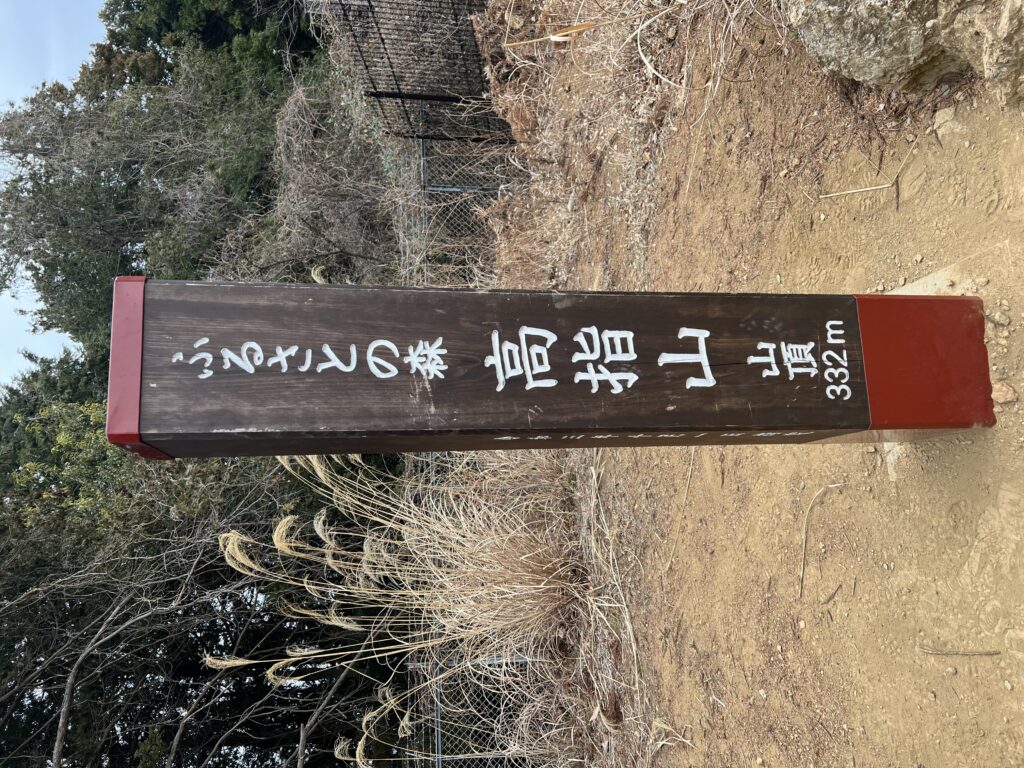 ふるさとの森
高指山
山頂
332m